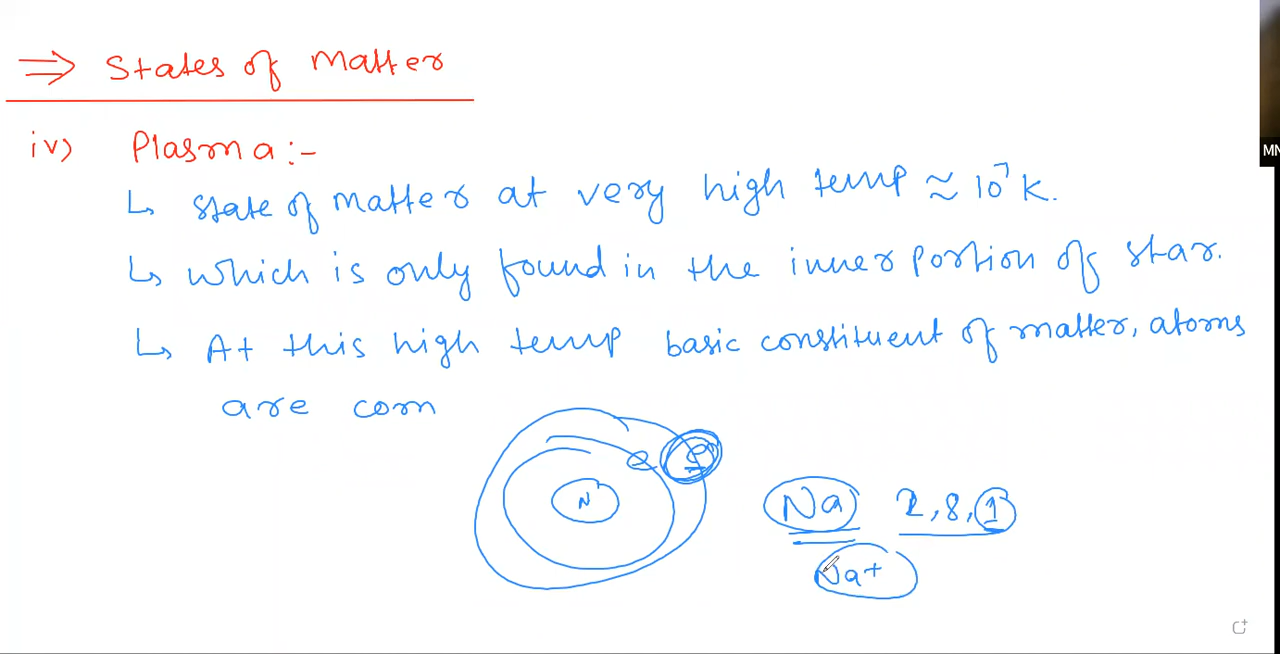 ⇒ States of matter
iv) Plasma :-
↳ State of matter at very high temp ≈ 10⁷ K.
↳ which is only found in the inner portion of star.
↳ At this high temp basic constituent of matter, atoms
are com
N e
Na 2, 8, 1
Na+
MN